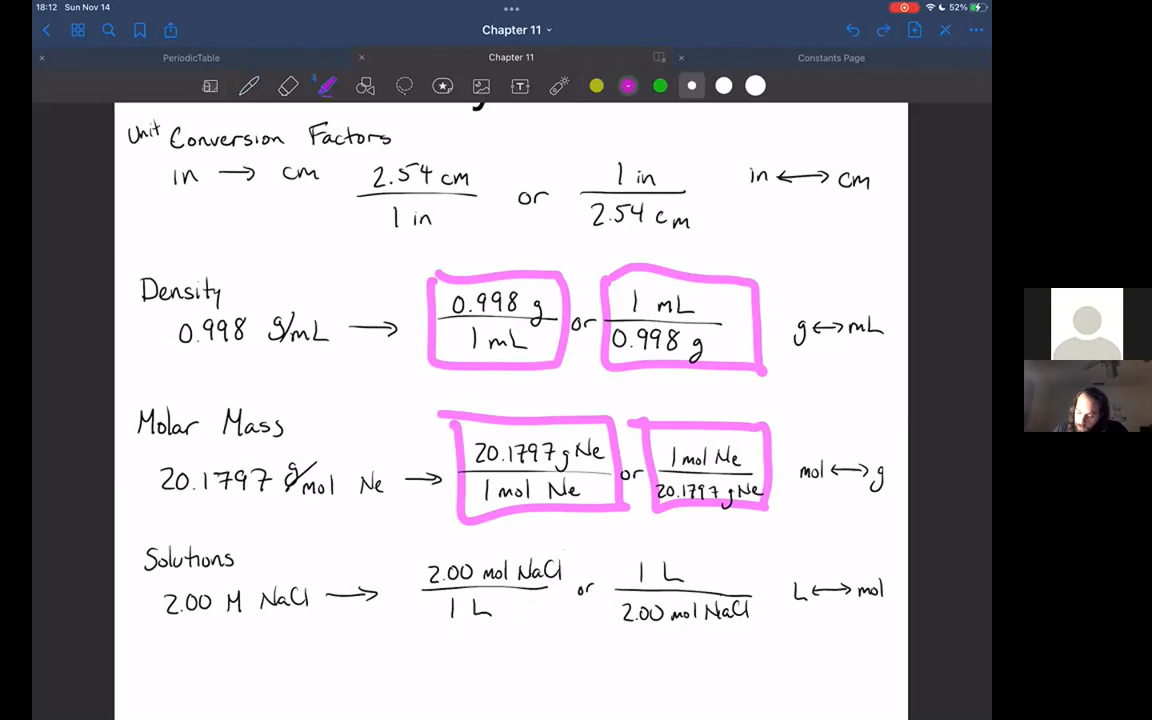 18:12 Sun Nov 14
52%
Chapter 11
PeriodicTable
Chapter 11
Constants Page
Unit Conversion Factors
in → cm 2.54 cm / 1 in or 1 in / 2.54 cm in ↔ cm
Density
0.998 g/mL → 0.998 g / 1 mL or 1 mL / 0.998 g g ↔ mL
Molar Mass
20.1797 g/mol Ne → 20.1797 g Ne / 1 mol Ne or 1 mol Ne / 20.1797 g Ne mol ↔ g
Solutions
2.00 M NaCl → 2.00 mol NaCl / 1 L or 1 L / 2.00 mol NaCl L ↔ mol